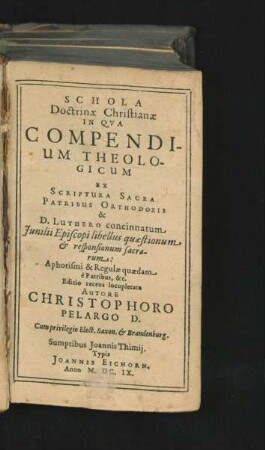 SCHOLA
Doctrinæ Christianæ
IN QVA
COMPENDI-
UM THEOLO-
GICUM
EX
SCRIPTURA SACRA
PATRIBUS ORTHODOXIS
&
D. LUTHERO concinnatum.
Junilii Episcopi libellus quæstionum
& responsionum sacra-
rum:
Aphorismi & Regulæ quædam
è Patribus, &c.
Editio recens locupletata
AUTORE
CHRISTOPHORO
PELARGO D.
Cum privilegio Elect. Saxon. & Brandenburg.
Sumptibus Joannis Thimij.
Typis
JOANNIS EICHORN,
Anno M. DC. IX.